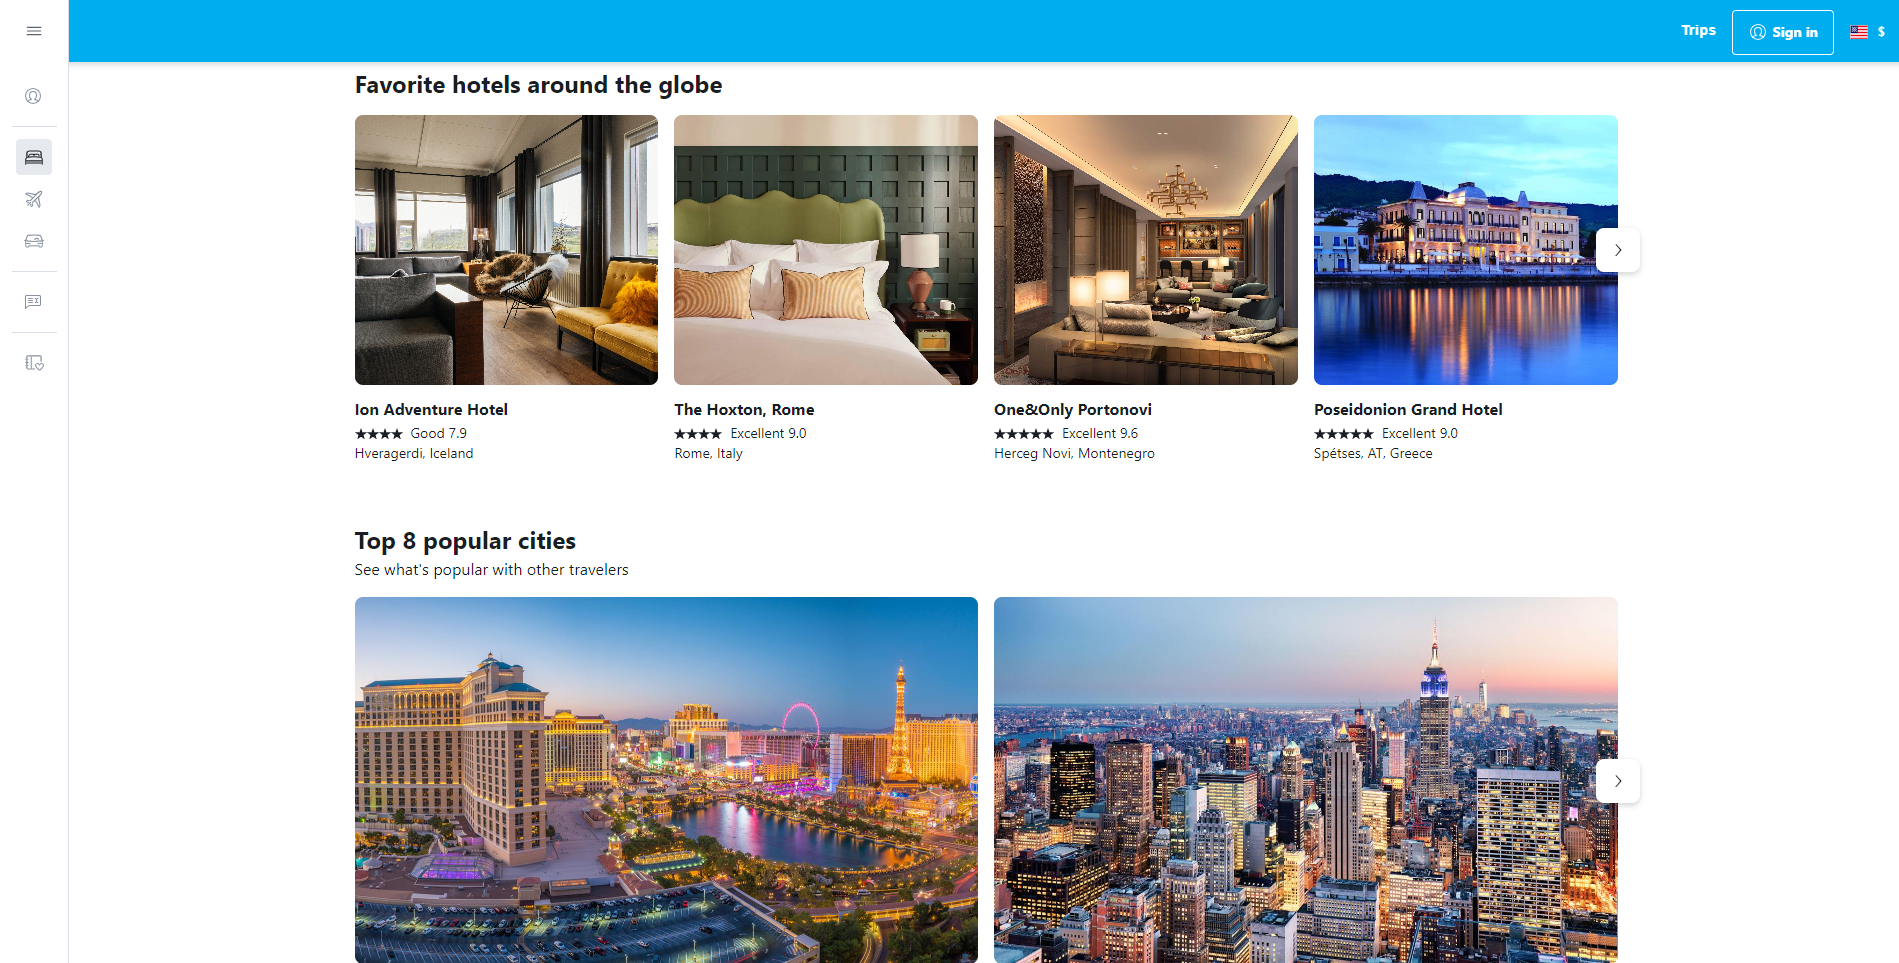 Trips
Sign in
$
Favorite hotels around the globe
Ion Adventure Hotel
Good 7.9
Hveragerdi, Iceland
The Hoxton, Rome
Excellent 9.0
Rome, Italy
One&Only Portonovi
Excellent 9.6
Herceg Novi, Montenegro
Poseidonion Grand Hotel
Excellent 9.0
Spétses, AT, Greece
Top 8 popular cities
See what's popular with other travelers